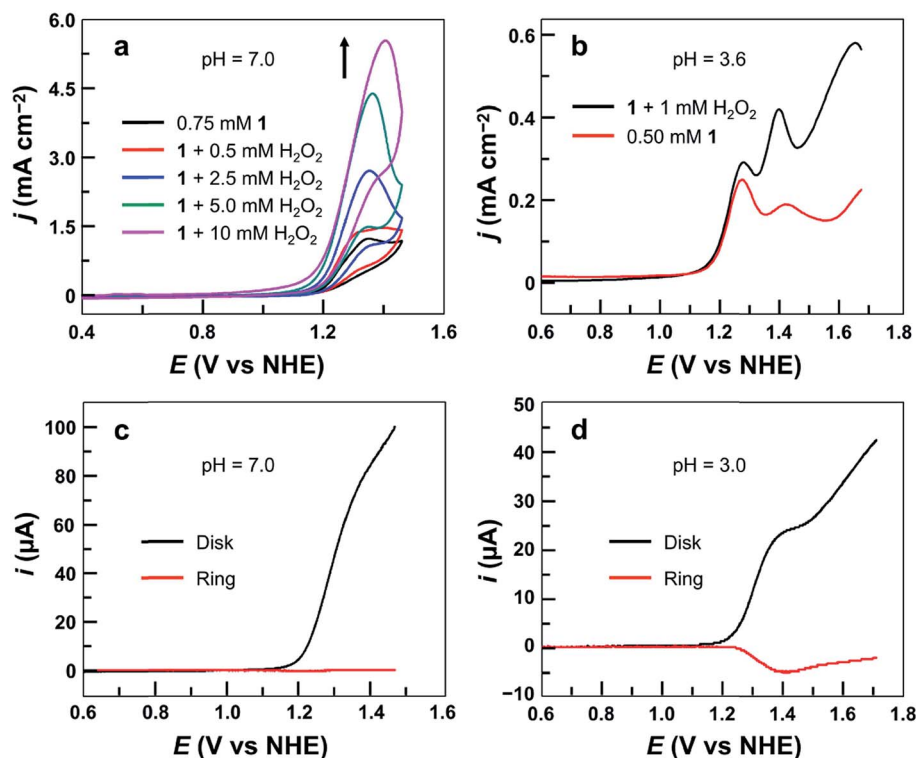 a
pH = 7.0
0.75 mM 1
1 + 0.5 mM H₂O₂
1 + 2.5 mM H₂O₂
1 + 5.0 mM H₂O₂
1 + 10 mM H₂O₂
j (mA cm⁻²)
6.0
4.5
3.0
1.5
0
0.4 0.8 1.2 1.6
E (V vs NHE)
b
pH = 3.6
1 + 1 mM H₂O₂
0.50 mM 1
j (mA cm⁻²)
0.6
0.4
0.2
0
0.6 0.8 1.0 1.2 1.4 1.6 1.8
E (V vs NHE)
c
pH = 7.0
Disk
Ring
i (μA)
100
80
60
40
20
0
0.6 0.8 1.0 1.2 1.4 1.6
E (V vs NHE)
d
pH = 3.0
Disk
Ring
i (μA)
50
40
30
20
10
0
−10
0.6 0.8 1.0 1.2 1.4 1.6 1.8
E (V vs NHE)